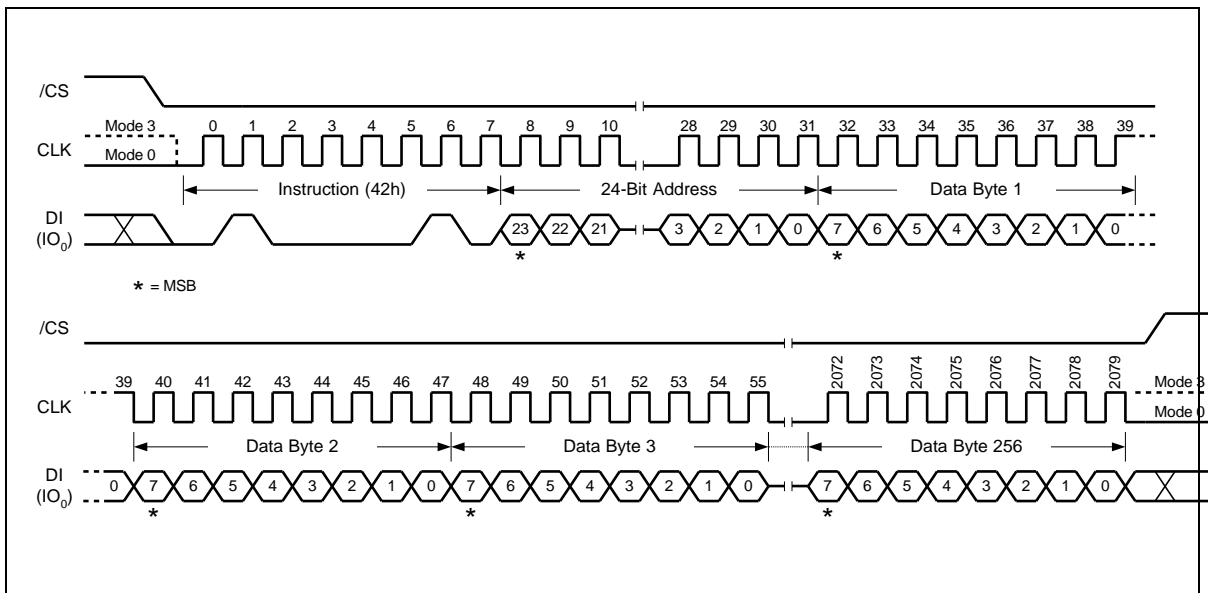 /CS
Mode 3 0 1 2 3 4 5 6 7 8 9 10 28 29 30 31 32 33 34 35 36 37 38 39
CLK Mode 0
Instruction (42h) 24-Bit Address Data Byte 1
DI
(IO0) 23 22 21 3 2 1 0 7 6 5 4 3 2 1 0
* *
* = MSB
/CS
39 40 41 42 43 44 45 46 47 48 49 50 51 52 53 54 55 2072 2073 2074 2075 2076 2077 2078 2079 Mode 3
CLK Mode 0
Data Byte 2 Data Byte 3 Data Byte 256
DI
(IO0) 0 7 6 5 4 3 2 1 0 7 6 5 4 3 2 1 0 7 6 5 4 3 2 1 0
* * *